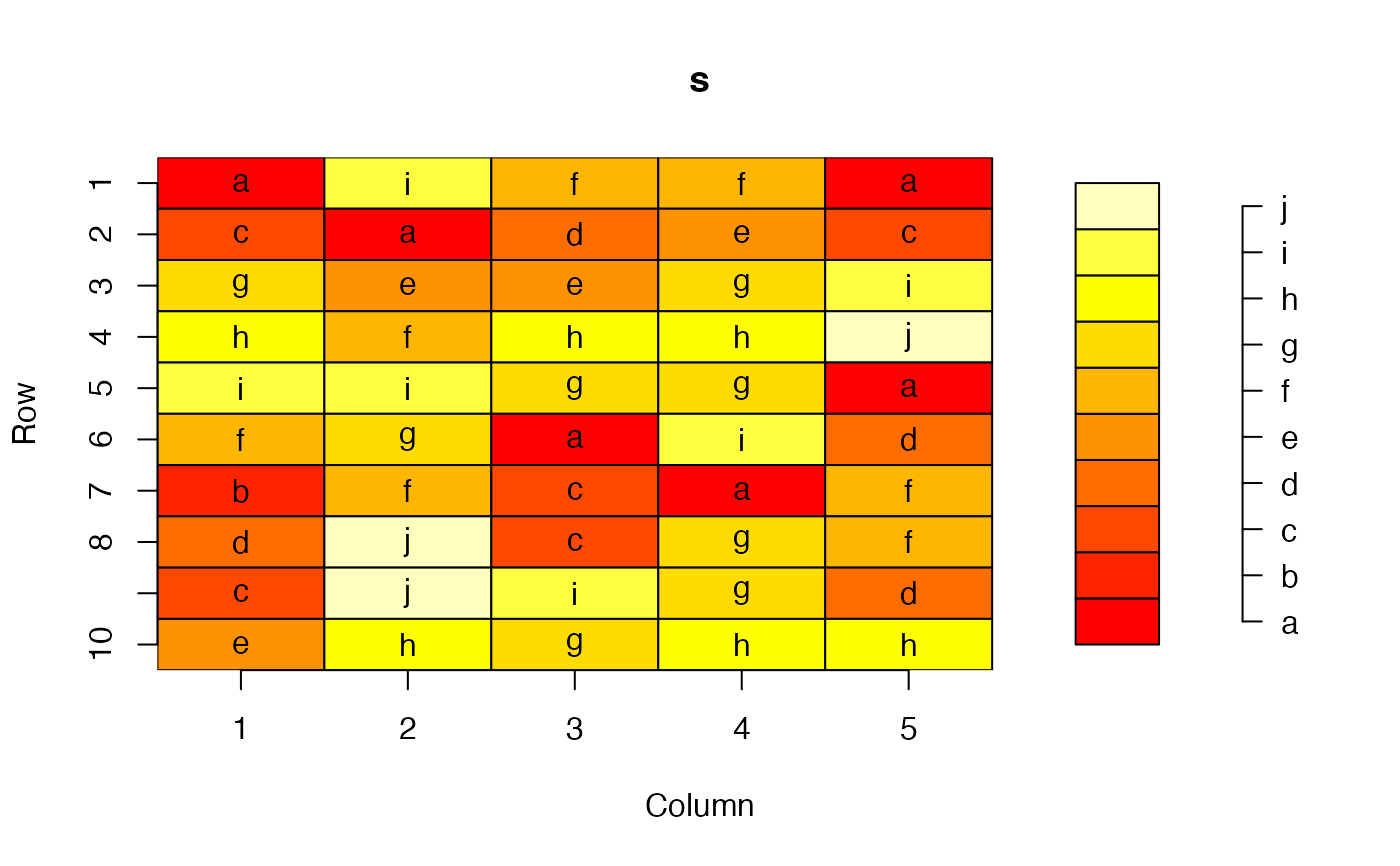 s
1 a i f f a
2 c a d e c
3 g e e g i
4 h f h h j
5 i i g g a
6 f g a i d
7 b f c a f
8 d j c g f
c j i g d
10 e h g h h
1 2 3 4 5
Row
Column
j
i
h
g
f
e
d
c
b
a